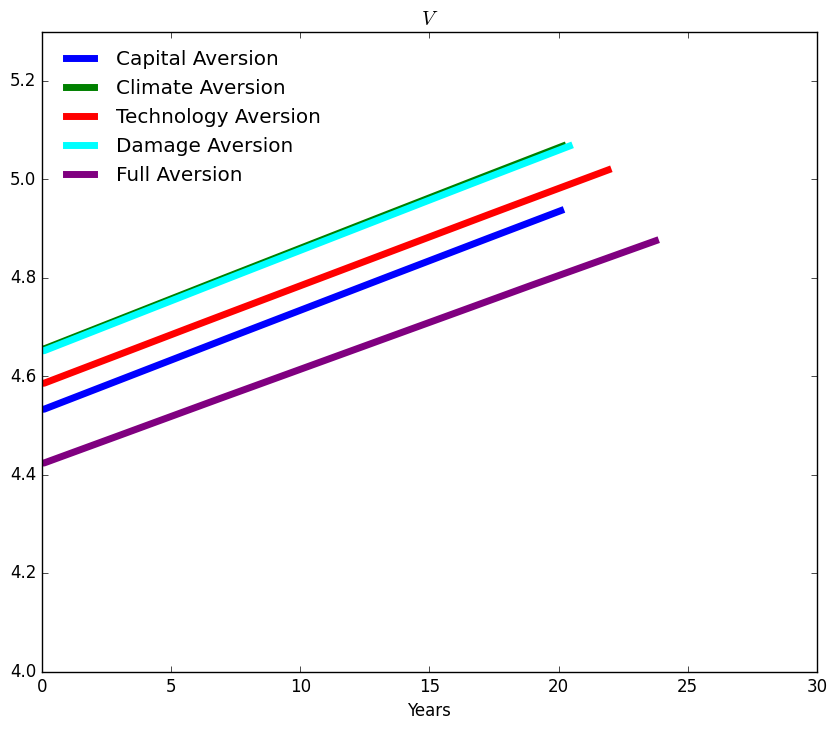 V
5.2
5.0
4.8
4.6
4.4
4.2
4.0
Capital Aversion
Climate Aversion
Technology Aversion
Damage Aversion
Full Aversion
0 5 10 15 20 25 30
Years